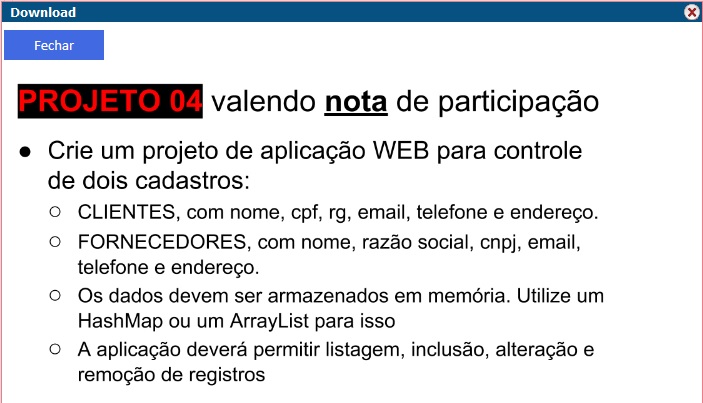 Download
Fechar
PROJETO 04 valendo nota de participação
● Crie um projeto de aplicação WEB para controle
de dois cadastros:
○ CLIENTES, com nome, cpf, rg, email, telefone e endereço.
○ FORNECEDORES, com nome, razão social, cnpj, email,
telefone e endereço.
○ Os dados devem ser armazenados em memória. Utilize um
HashMap ou um ArrayList para isso
○ A aplicação deverá permitir listagem, inclusão, alteração e
remoção de registros